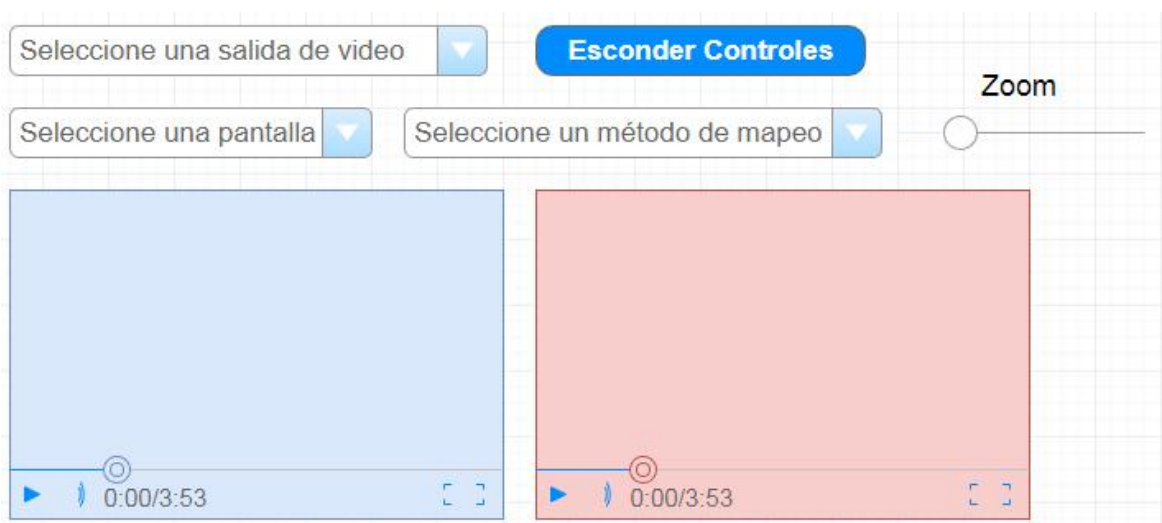 Seleccione una salida de video
Esconder Controles
Zoom
Seleccione una pantalla
Seleccione un método de mapeo
0:00/3:53
0:00/3:53